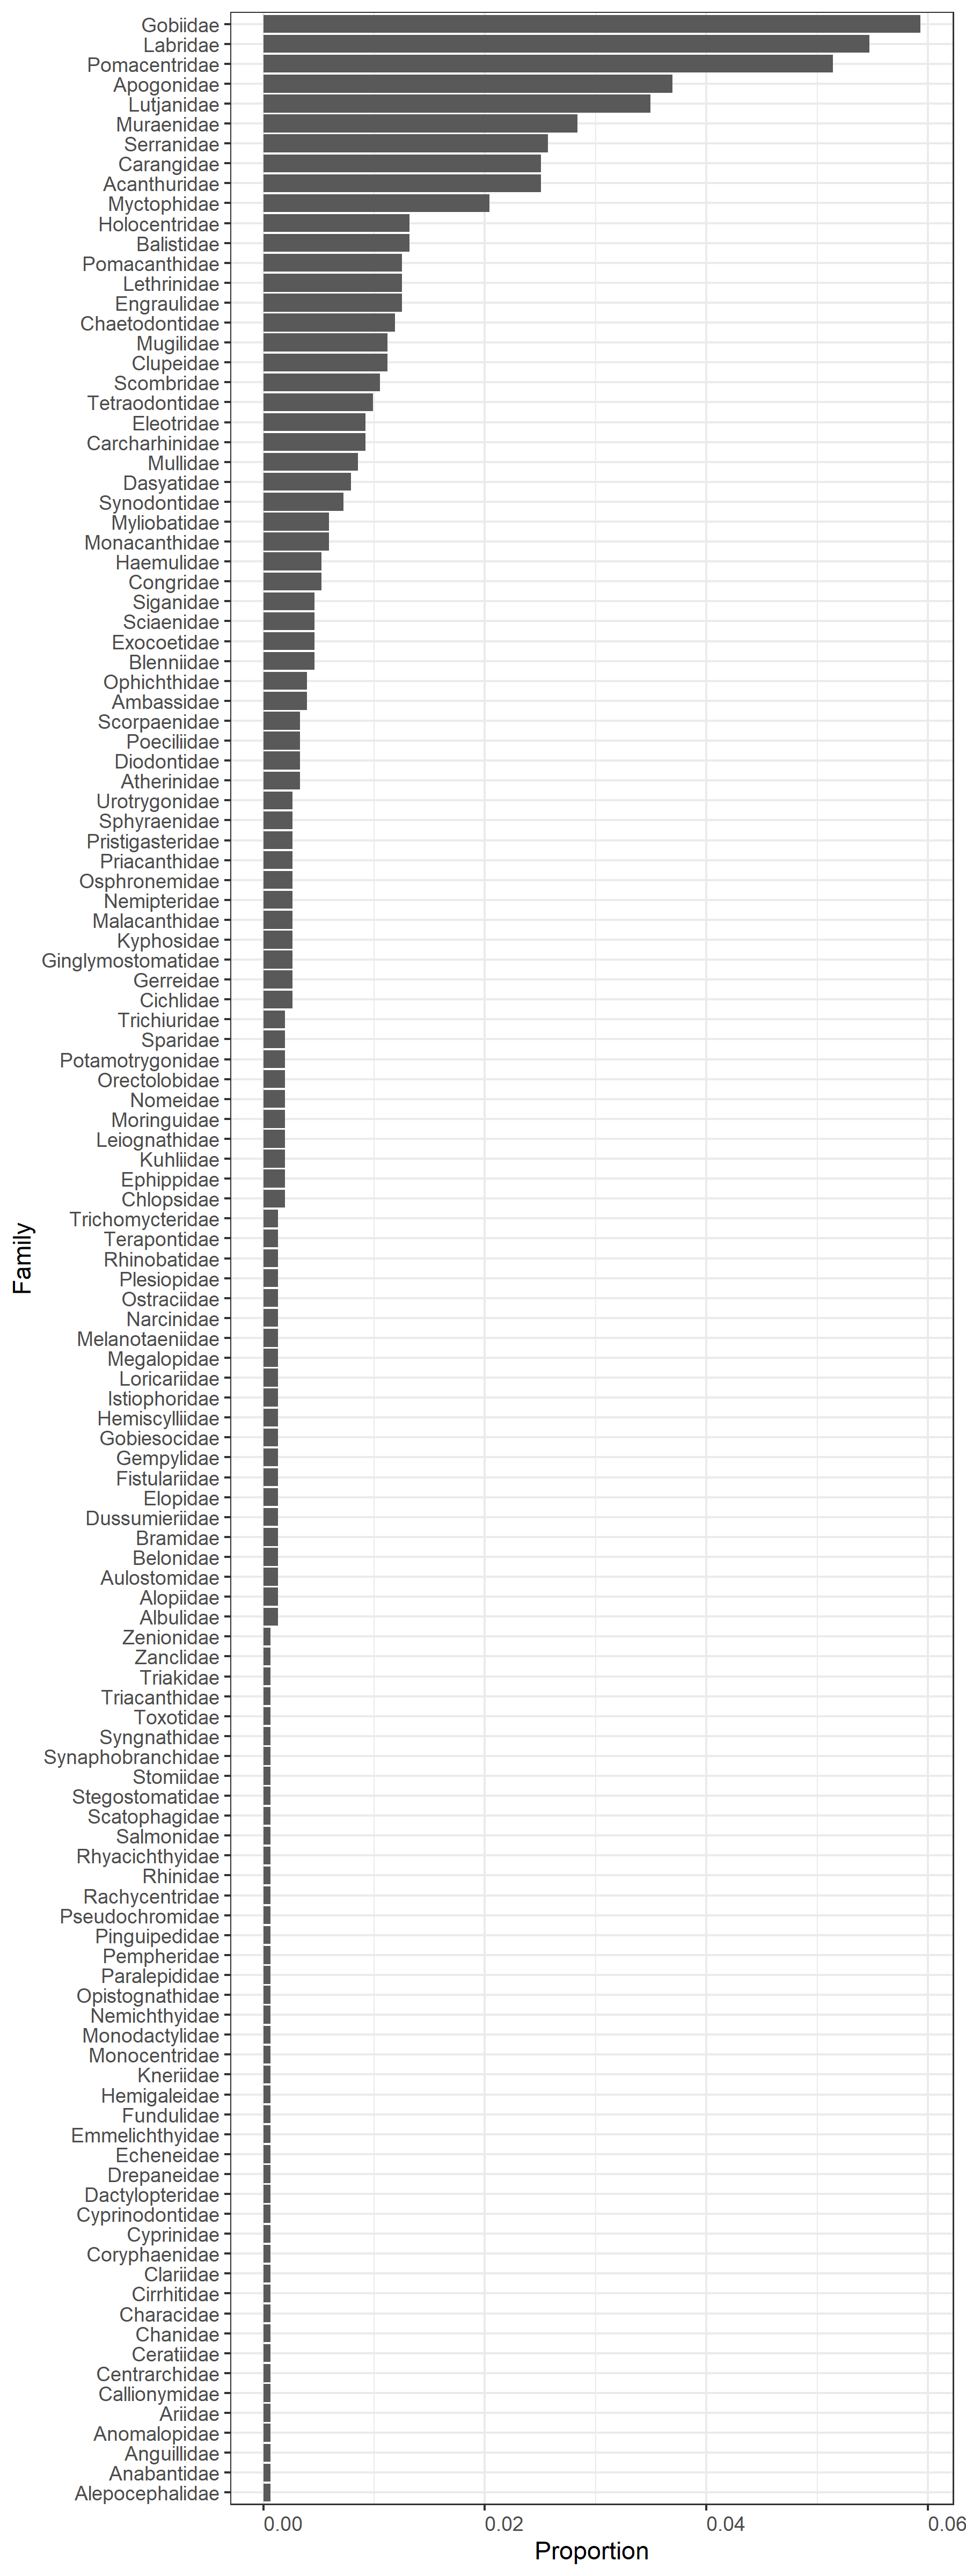 Gobiidae
Labridae
Pomacentridae
Apogonidae
Lutjanidae
Muraenidae
Serranidae
Carangidae
Acanthuridae
Myctophidae
Holocentridae
Balistidae
Pomacanthidae
Lethrinidae
Engraulidae
Chaetodontidae
Mugilidae
Clupeidae
Scombridae
Tetraodontidae
Eleotridae
Carcharhinidae
Mullidae
Dasyatidae
Synodontidae
Myliobatidae
Monacanthidae
Haemulidae
Congridae
Siganidae
Sciaenidae
Exocoetidae
Blenniidae
Ophichthidae
Ambassidae
Scorpaenidae
Poeciliidae
Diodontidae
Atherinidae
Urotrygonidae
Sphyraenidae
Pristigasteridae
Priacanthidae
Osphronemidae
Nemipteridae
Malacanthidae
Kyphosidae
Ginglymostomatidae
Gerreidae
Cichlidae
Trichiuridae
Sparidae
Potamotrygonidae
Orectolobidae
Nomeidae
Moringuidae
Leiognathidae
Kuhliidae
Ephippidae
Chlopsidae
Trichomycteridae
Terapontidae
Rhinobatidae
Plesiopidae
Ostraciidae
Narcinidae
Melanotaeniidae
Megalopidae
Loricariidae
Istiophoridae
Hemiscylliidae
Gobiesocidae
Gempylidae
Fistulariidae
Elopidae
Dussumieriidae
Bramidae
Belonidae
Aulostomidae
Alopiidae
Albulidae
Zenionidae
Zanclidae
Triakidae
Triacanthidae
Toxotidae
Syngnathidae
Synaphobranchidae
Stomiidae
Stegostomatidae
Scatophagidae
Salmonidae
Rhyacichthyidae
Rhinidae
Rachycentridae
Pseudochromidae
Pinguipedidae
Pempheridae
Paralepididae
Opistognathidae
Nemichthyidae
Monodactylidae
Monocentridae
Kneriidae
Hemigaleidae
Fundulidae
Emmelichthyidae
Echeneidae
Drepaneidae
Dactylopteridae
Cyprinodontidae
Cyprinidae
Coryphaenidae
Clariidae
Cirrhitidae
Characidae
Chanidae
Ceratiidae
Centrarchidae
Callionymidae
Ariidae
Anomalopidae
Anguillidae
Anabantidae
Alepocephalidae
Family
0.00 0.02 0.04 0.06
Proportion